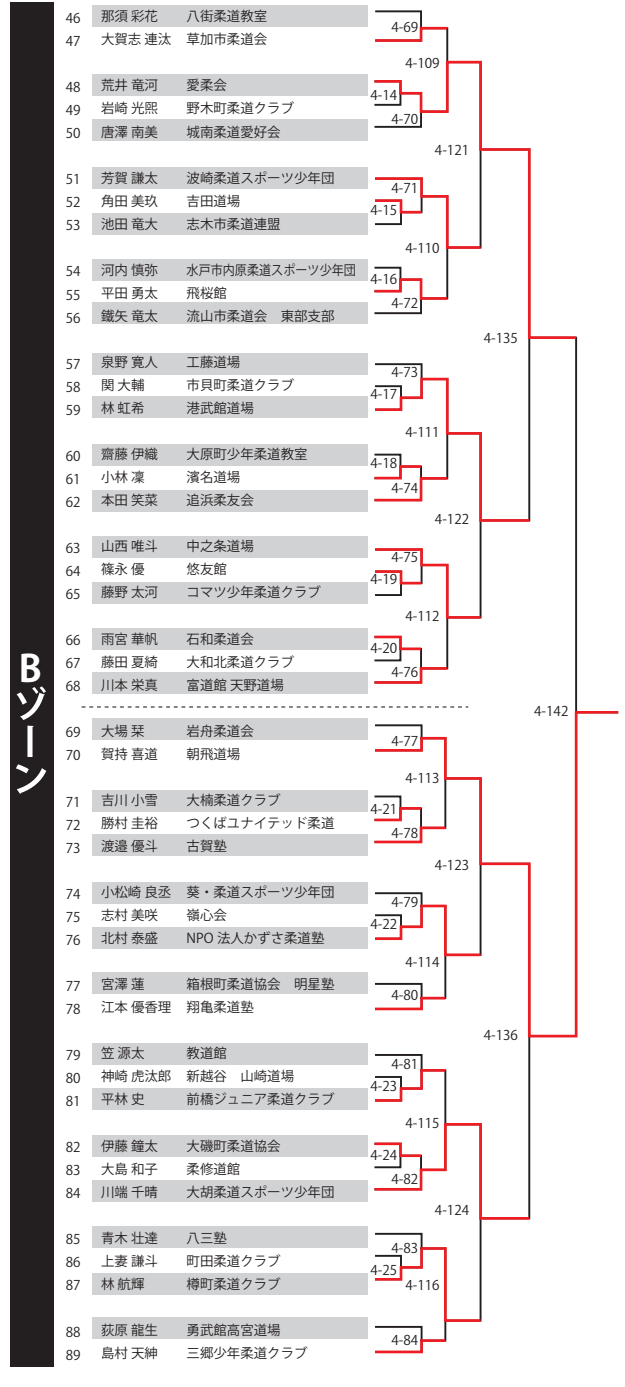 Bゾーン
46 那須 彩花 八街柔道教室
47 大賀志 連汰 草加市柔道会
48 荒井 竜河 愛柔会
49 岩崎 光熙 野木町柔道クラブ
50 唐澤 南美 城南柔道愛好会
51 芳賀 謙太 波崎柔道スポーツ少年団
52 角田 美玖 吉田道場
53 池田 竜大 志木市柔道連盟
54 河内 慎弥 水戸市内原柔道スポーツ少年団
55 平田 勇太 飛桜館
56 鐵矢 竜太 流山市柔道会 東部支部
57 泉野 寛人 工藤道場
58 関 大輔 市貝町柔道クラブ
59 林 虹希 港武館道場
60 齋藤 伊織 大原町少年柔道教室
61 小林 凜 濱名道場
62 本田 笑菜 追浜柔友会
63 山西 唯斗 中之条道場
64 篠永 優 悠友館
65 藤野 太河 コマツ少年柔道クラブ
66 雨宮 華帆 石和柔道会
67 藤田 夏綺 大和北柔道クラブ
68 川本 栄真 富道館 天野道場
69 大場 栞 岩舟柔道会
70 賀持 喜道 朝飛道場
71 吉川 小雪 大楠柔道クラブ
72 勝村 圭裕 つくばユナイテッド柔道
73 渡邉 優斗 古賀塾
74 小松崎 良丞 葵・柔道スポーツ少年団
75 志村 美咲 嶺心会
76 北村 泰盛 NPO 法人かずさ柔道塾
77 宮澤 蓮 箱根町柔道協会 明星塾
78 江本 優香理 翔亀柔道塾
79 笠 源太 教道館
80 神崎 虎汰郎 新越谷 山崎道場
81 平林 史 前橋ジュニア柔道クラブ
82 伊藤 鐘太 大磯町柔道協会
83 大島 和子 柔修道館
84 川端 千晴 大胡柔道スポーツ少年団
85 青木 壮達 八三塾
86 上妻 謙斗 町田柔道クラブ
87 林 航輝 樽町柔道クラブ
88 荻原 龍生 勇武館高宮道場
89 島村 天紳 三郷少年柔道クラブ
4-14
4-15
4-16
4-17
4-18
4-19
4-20
4-21
4-22
4-23
4-24
4-25
4-69
4-70
4-71
4-72
4-73
4-74
4-75
4-76
4-77
4-78
4-79
4-80
4-81
4-82
4-83
4-84
4-109
4-110
4-111
4-112
4-113
4-114
4-115
4-116
4-121
4-122
4-123
4-124
4-135
4-136
4-142